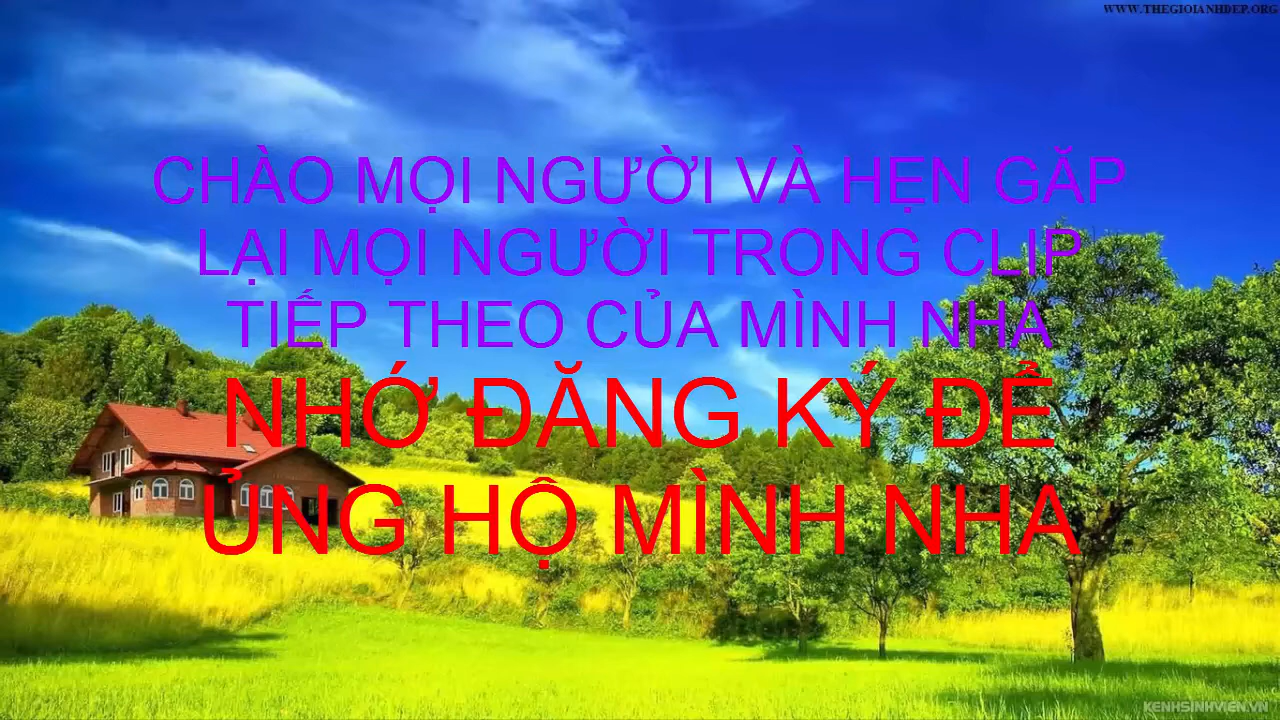 WWW.THEGIOIANHDEP.ORG
CHÀO MỌI NGƯỜI VÀ HẸN GẶP
LẠI MỌI NGƯỜI TRONG CLIP
TIẾP THEO CỦA MÌNH NHA
NHỚ ĐĂNG KÝ ĐỂ
ỦNG HỘ MÌNH NHA
KENHSINHVIEN.VN